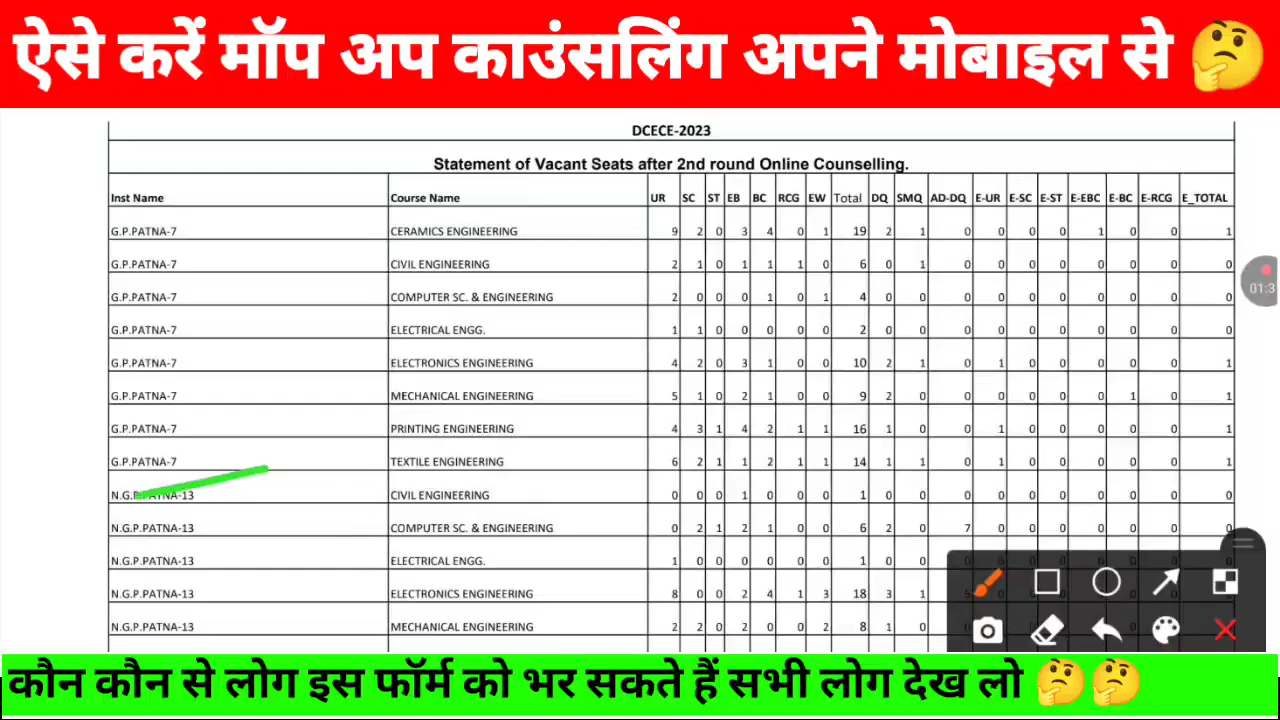 ऐसे करें मॉप अप काउंसलिंग अपने मोबाइल से 🤔
DCECE-2023
Statement of Vacant Seats after 2nd round Online Counselling.
Inst Name Course Name UR SC ST EB BC RCG EW Total DQ SMQ AD-DQ E-UR E-SC E-ST E-EBC E-BC E-RCG E_TOTAL
G.P.PATNA-7 CERAMICS ENGINEERING 9 2 0 3 4 0 1 19 2 1 0 0 0 0 1 0 0 1
G.P.PATNA-7 CIVIL ENGINEERING 2 1 0 1 1 1 0 6 0 1 0 0 0 0 0 0 0 0
01:3
G.P.PATNA-7 COMPUTER SC. & ENGINEERING 2 0 0 0 1 0 1 4 0 0 0 0 0 0 0 0 0 0
G.P.PATNA-7 ELECTRICAL ENGG. 1 1 0 0 0 0 0 2 0 0 0 0 0 0 0 0 0 0
G.P.PATNA-7 ELECTRONICS ENGINEERING 4 2 0 3 1 0 0 10 2 1 0 1 0 0 0 0 0 1
G.P.PATNA-7 MECHANICAL ENGINEERING 5 1 0 2 1 0 0 9 2 0 0 0 0 0 0 1 0 1
G.P.PATNA-7 PRINTING ENGINEERING 4 3 1 4 2 1 1 16 1 0 0 1 0 0 0 0 0 1
G.P.PATNA-7 TEXTILE ENGINEERING 6 2 1 1 2 1 1 14 1 1 0 1 0 0 0 0 0 1
N.G.P.PATNA-13 CIVIL ENGINEERING 0 0 0 1 0 0 0 1 0 0 0 0 0 0 0 0 0 0
N.G.P.PATNA-13 COMPUTER SC. & ENGINEERING 0 2 1 2 1 0 0 6 2 0 7 0 0 0 0 0 0 0
N.G.P.PATNA-13 ELECTRICAL ENGG. 1 0 0 0 0 0 0 1 0 0
N.G.P.PATNA-13 ELECTRONICS ENGINEERING 8 0 0 2 4 1 3 18 3 1
N.G.P.PATNA-13 MECHANICAL ENGINEERING 2 2 0 2 0 0 2 8 1 0
कौन कौन से लोग इस फॉर्म को भर सकते हैं सभी लोग देख लो 🤔🤔